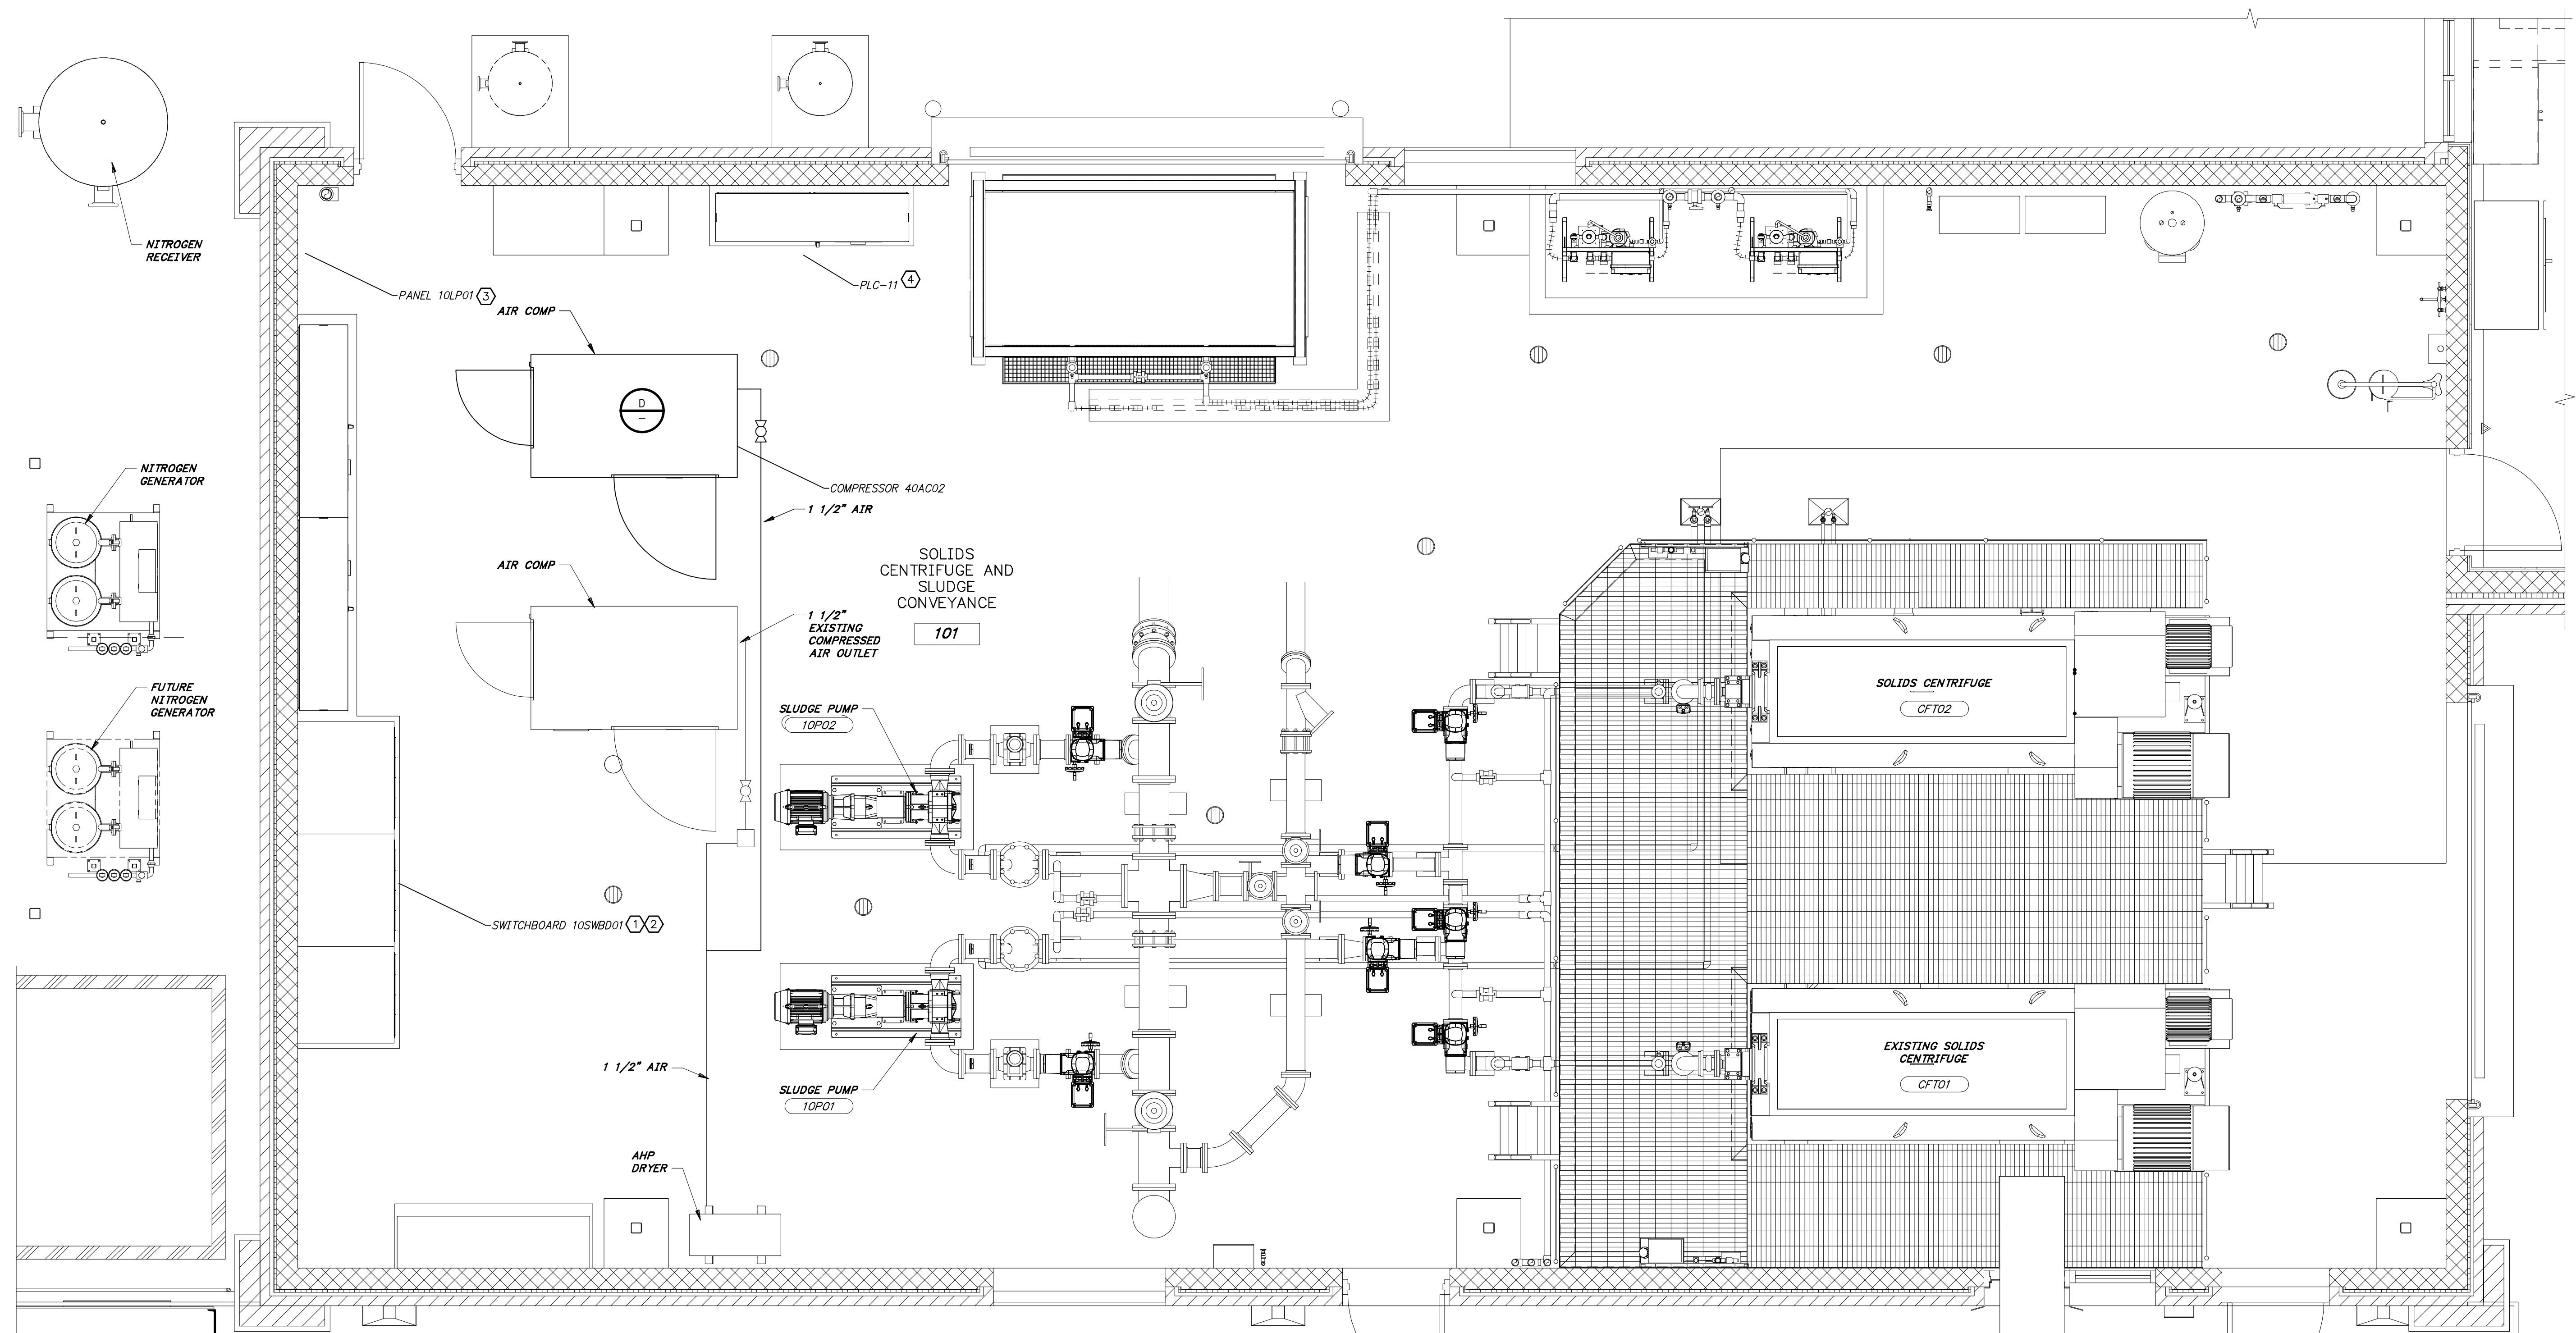 NITROGEN
RECEIVER
PANEL 10LP01 3
PLC-11 4
AIR COMP
D
–
COMPRESSOR 40AC02
1 1/2" AIR
NITROGEN
GENERATOR
SOLIDS
CENTRIFUGE AND
SLUDGE
CONVEYANCE
101
AIR COMP
1 1/2"
EXISTING
COMPRESSED
AIR OUTLET
FUTURE
NITROGEN
GENERATOR
SLUDGE PUMP
10P02
SOLIDS CENTRIFUGE
CFT02
SWITCHBOARD 10SWBD01 1 2
1 1/2" AIR
SLUDGE PUMP
10P01
EXISTING SOLIDS
CENTRIFUGE
CFT01
AHP
DRYER